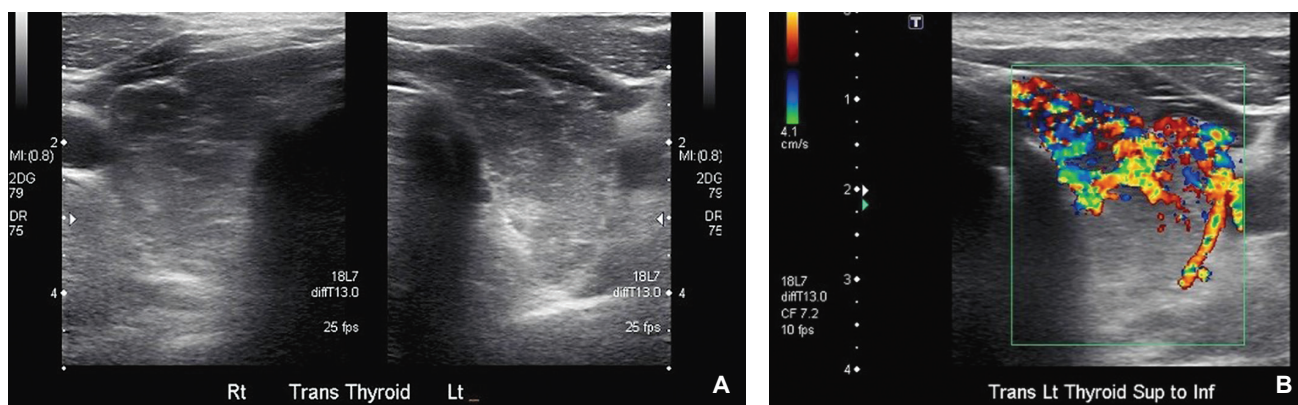 2
MI:(0.8)
2DG
79
DR
75
4
18L7
diffT13.0
25 fps
18L7
diffT13.0
25 fps
2
MI:(0.8)
2DG
79
DR
75
4
Rt Trans Thyroid Lt _
A
T
4.1
cm/s
1
2
3
4
18L7
diffT13.0
CF 7.2
10 fps
Trans Lt Thyroid Sup to Inf
B